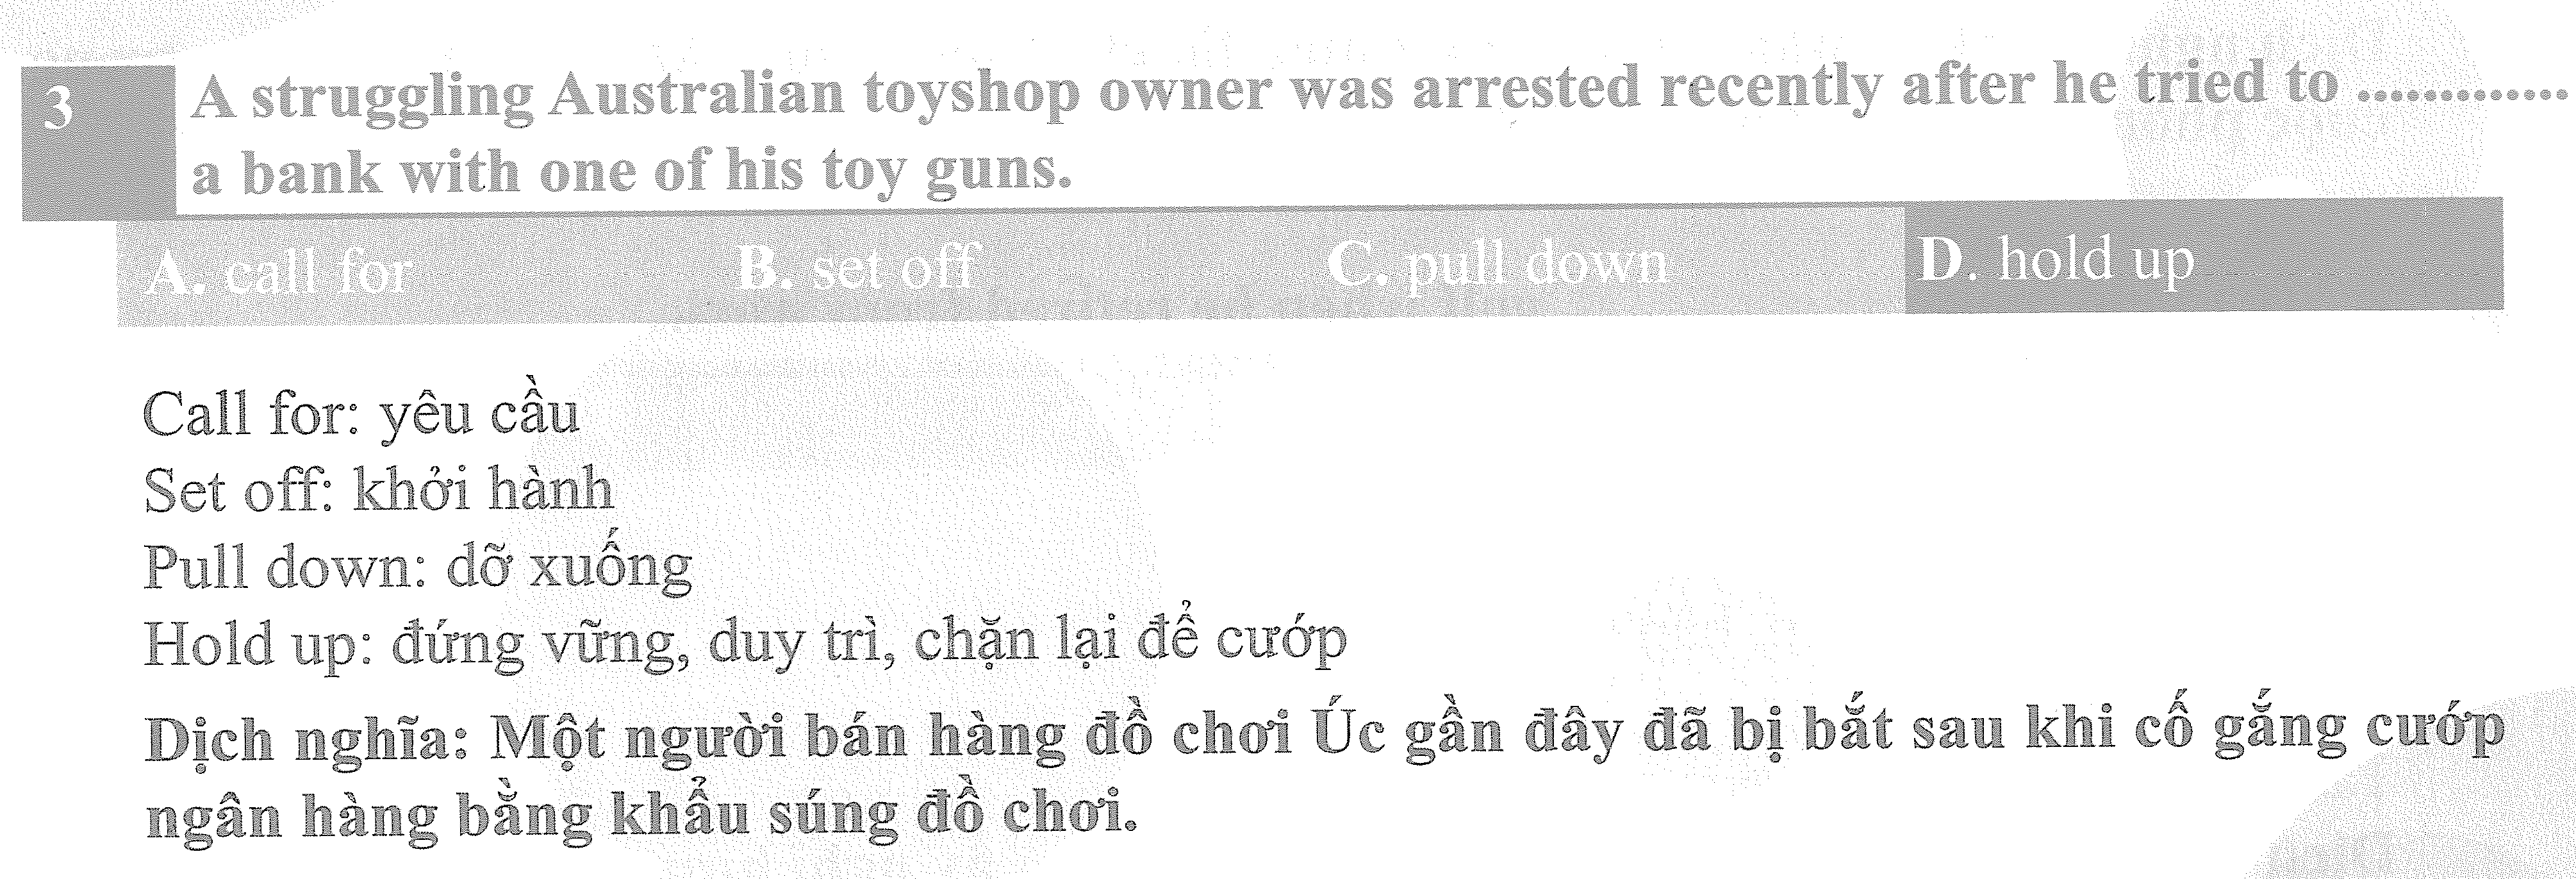 3 A struggling Australian toyshop owner was arrested recently after he tried to .............
a bank with one of his toy guns.
A. call for B. set off C. pull down D. hold up
Call for: yêu cầu
Set off: khởi hành
Pull down: dỡ xuống
Hold up: đứng vững, duy trì, chặn lại để cướp
Dịch nghĩa: Một người bán hàng đồ chơi Úc gần đây đã bị bắt sau khi cố gắng cướp
ngân hàng bằng khẩu súng đồ chơi.